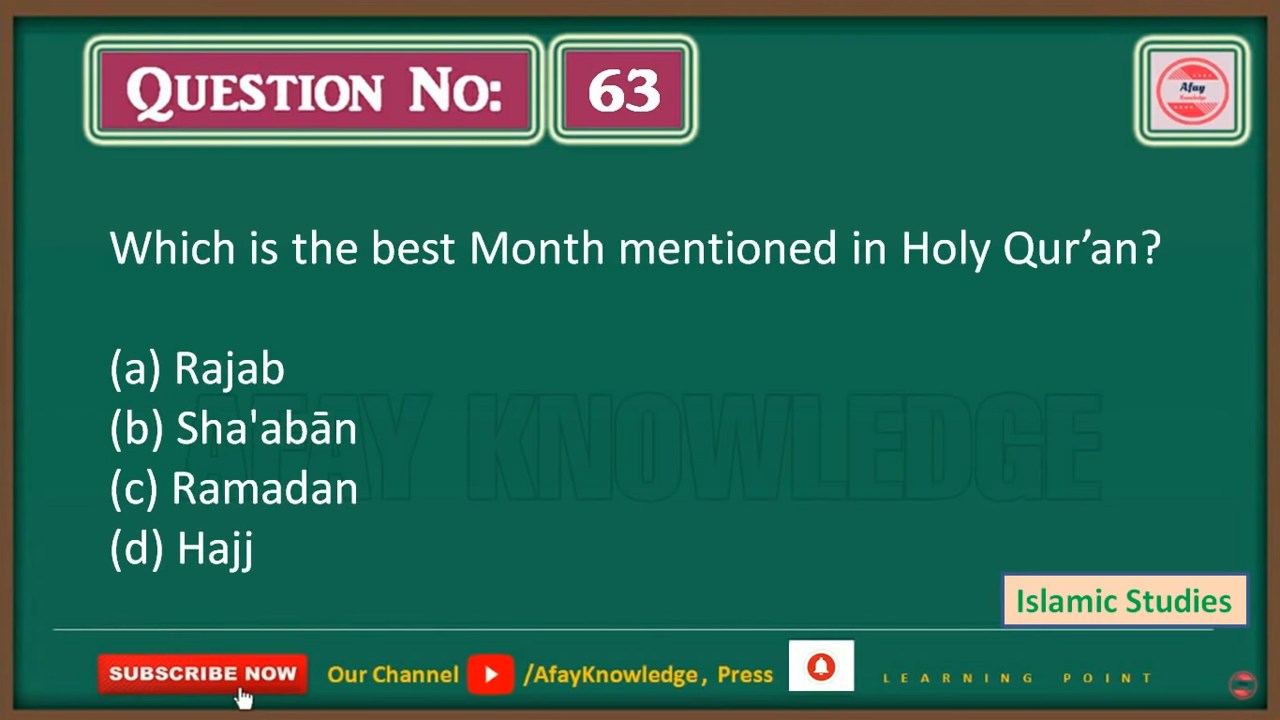 QUESTION NO: 63
Afay
Knowledge
Which is the best Month mentioned in Holy Qur’an?
(a) Rajab
(b) Sha'abān
(c) Ramadan
(d) Hajj
AFAY KNOWLEDGE
Islamic Studies
SUBSCRIBE NOW Our Channel /AfayKnowledge, Press LEARNING POINT